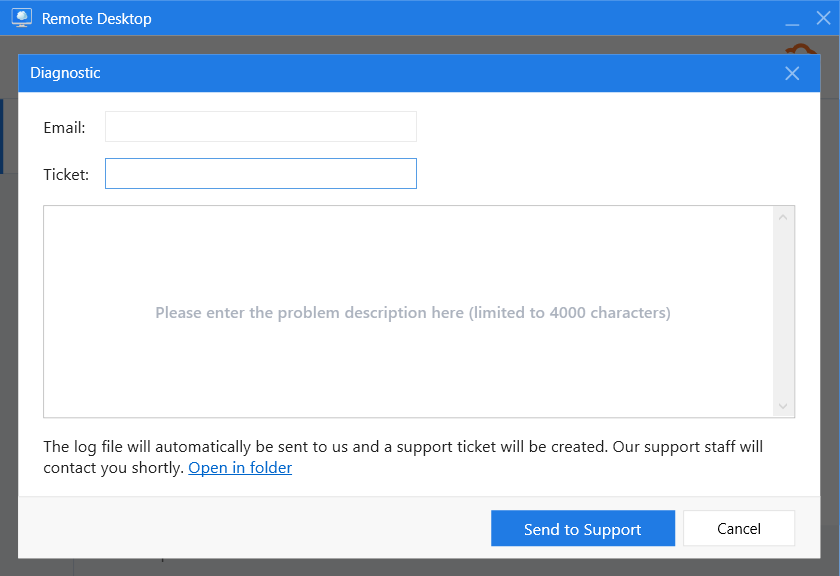 Remote Desktop
Diagnostic
Email:
Ticket:
Please enter the problem description here (limited to 4000 characters)
The log file will automatically be sent to us and a support ticket will be created. Our support staff will
contact you shortly. Open in folder
Send to Support
Cancel